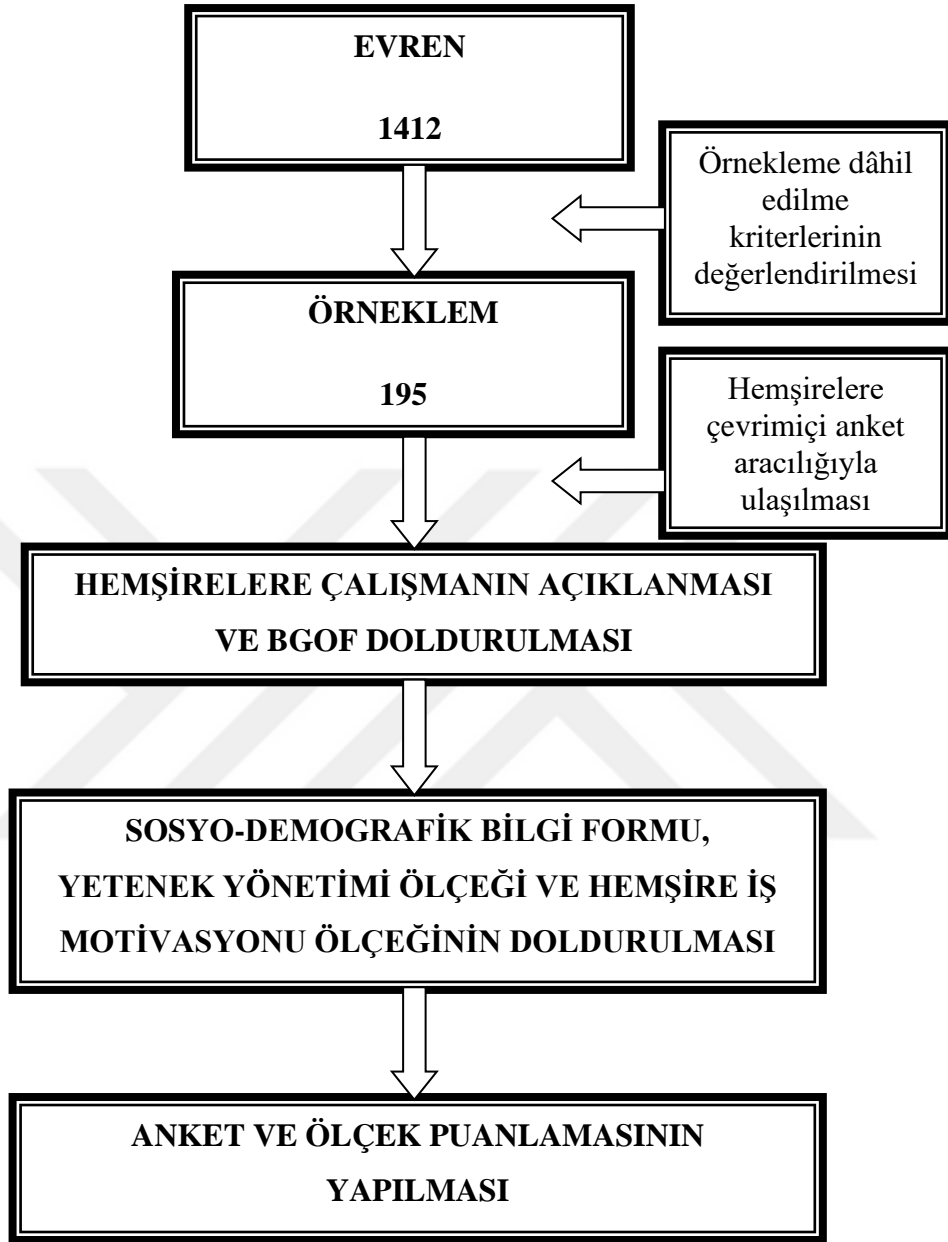 EVREN
1412
Örnekleme dâhil
edilme
kriterlerinin
değerlendirilmesi
ÖRNEKLEM
195
Hemşirelere
çevrimiçi anket
aracılığıyla
ulaşılması
HEMŞİRELERE ÇALIŞMANIN AÇIKLANMASI
VE BGOF DOLDURULMASI
SOSYO-DEMOGRAFİK BİLGİ FORMU,
YETENEK YÖNETİMİ ÖLÇEĞİ VE HEMŞİRE İŞ
MOTİVASYONU ÖLÇEĞİNİN DOLDURULMASI
ANKET VE ÖLÇEK PUANLAMASININ
YAPILMASI